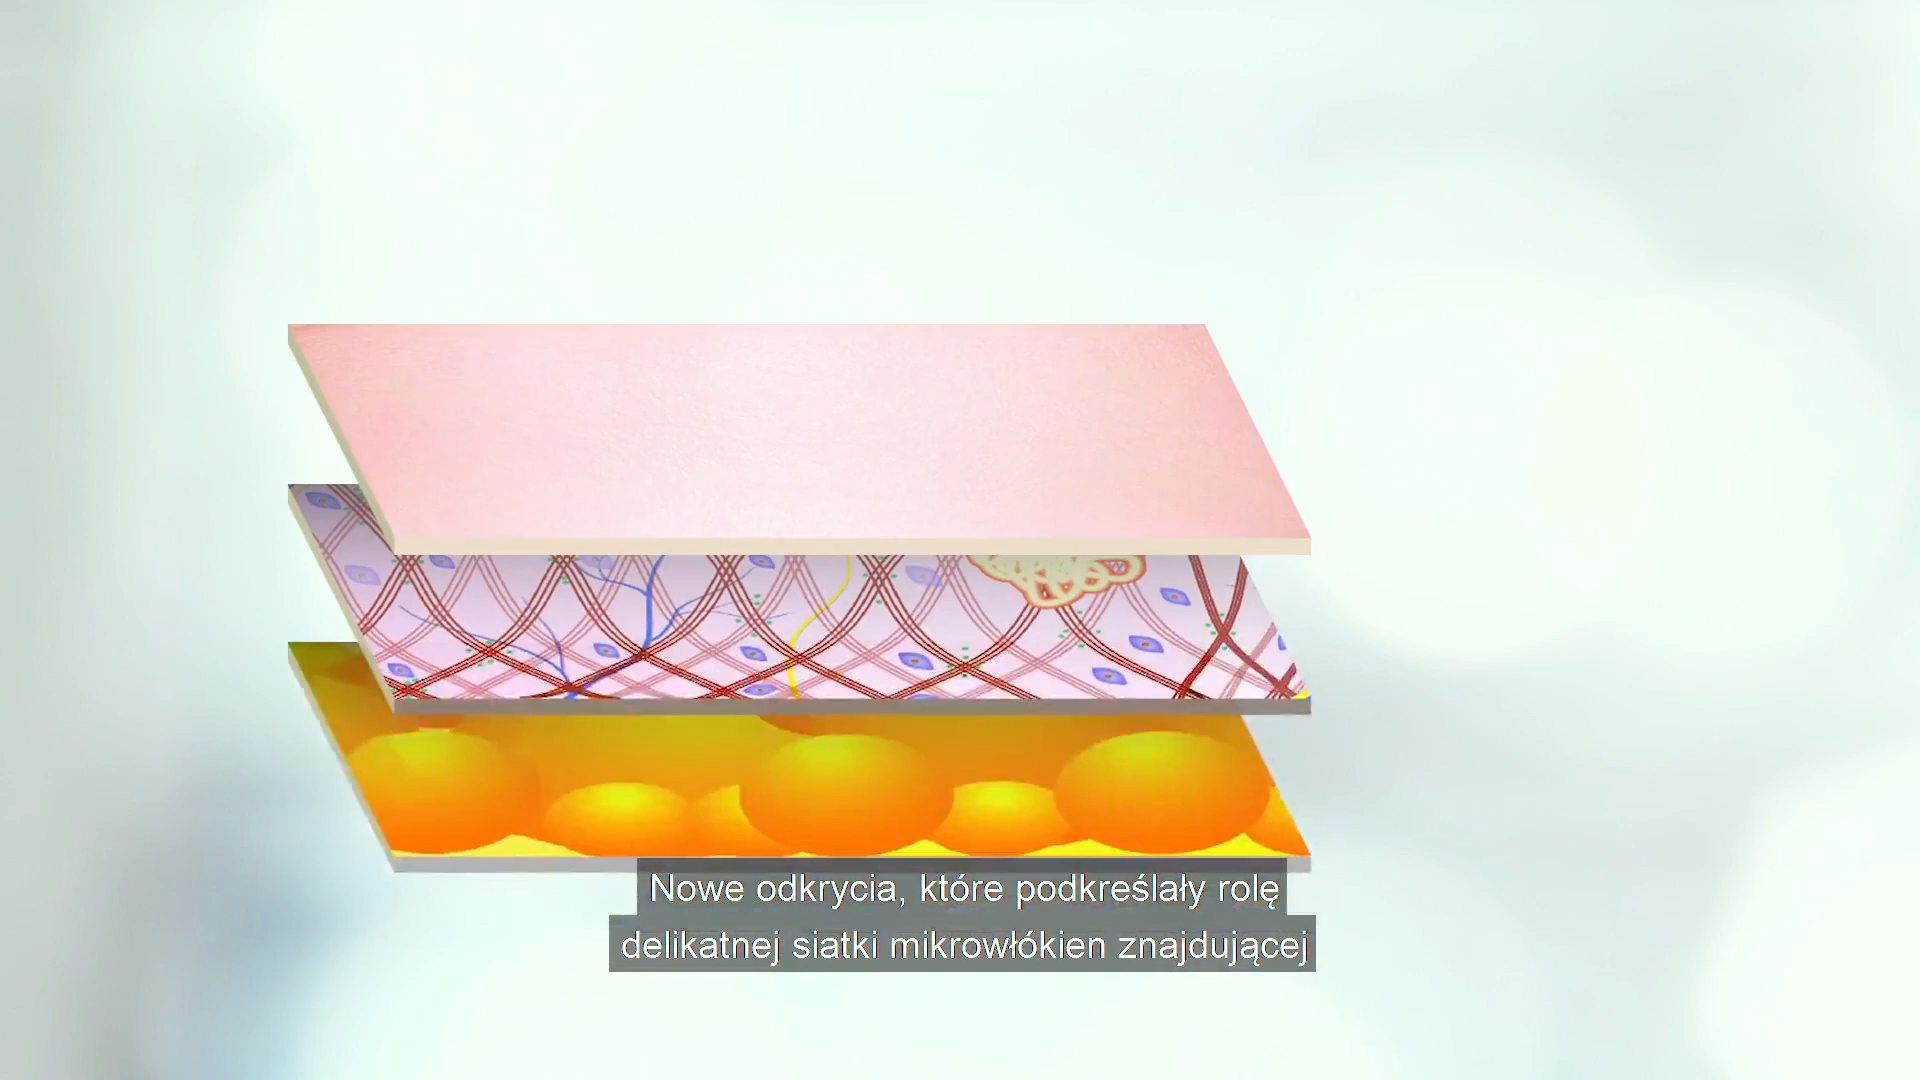 Nowe odkrycia, które podkreślały rolę
delikatnej siatki mikrowłókien znajdującej